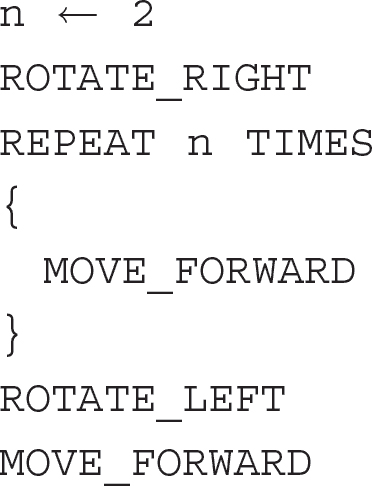 n ← 2
ROTATE_RIGHT
REPEAT n TIMES
{
MOVE_FORWARD
}
ROTATE_LEFT
MOVE_FORWARD